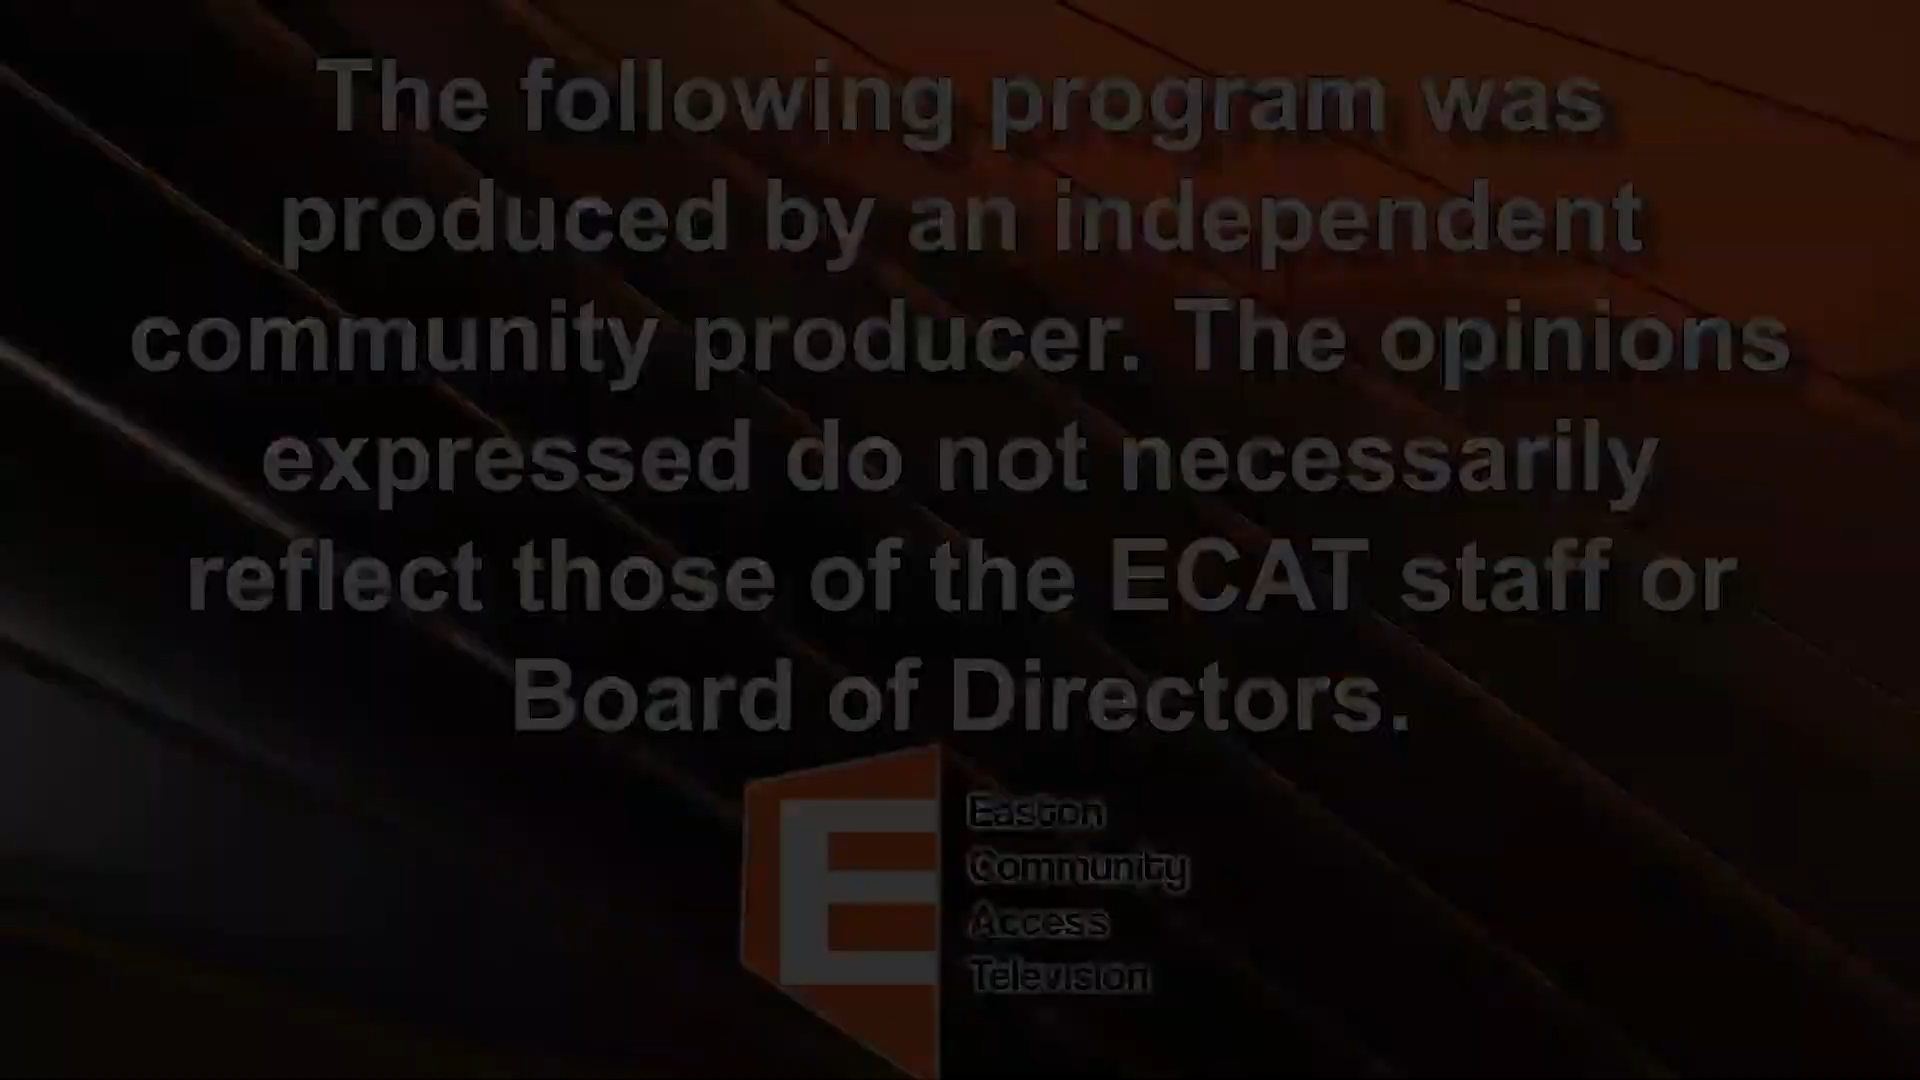 The following program was
produced by an independent
community producer. The opinions
expressed do not necessarily
reflect those of the ECAT staff or
Board of Directors.
E
Easton
Community
Access
Television